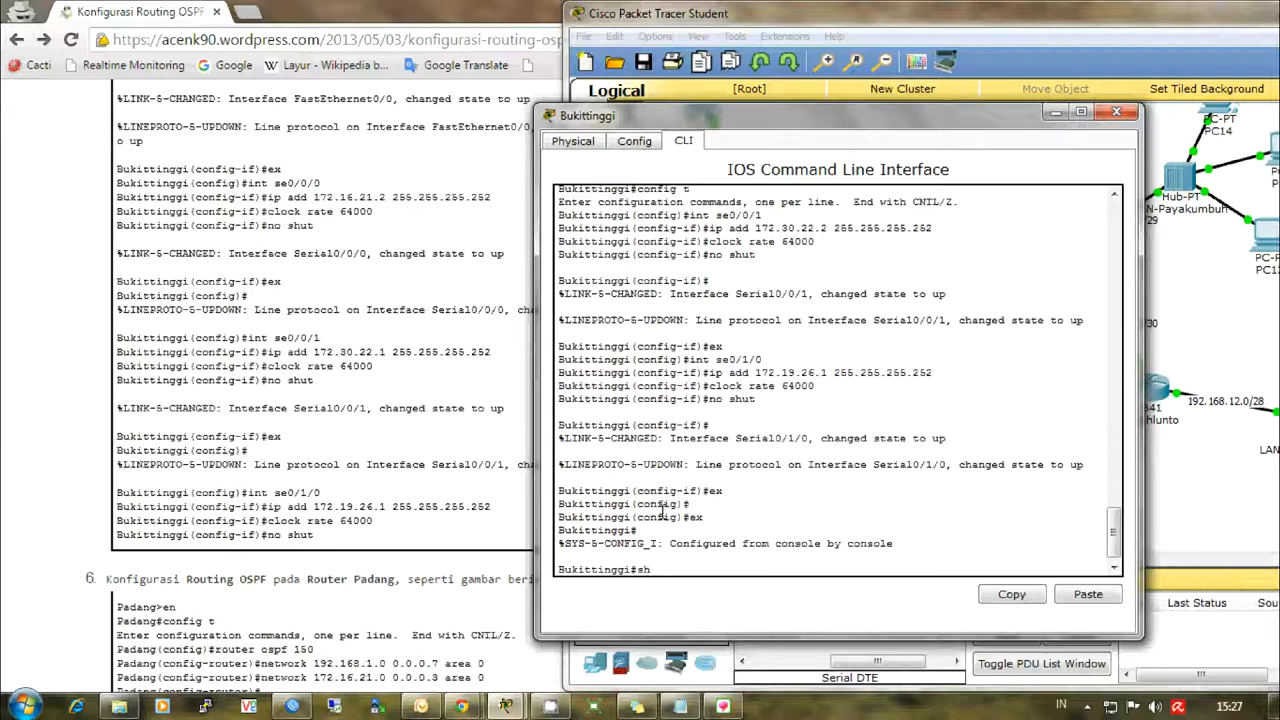 Konfigurasi Routing OSPF
https://acenk90.wordpress.com/2013/05/03/konfigurasi-routing-osp
Cacti
Realtime Monitoring
Google
Layur - Wikipedia b...
Google Translate
%LINK-5-CHANGED: Interface FastEthernet0/0, changed state to up
%LINEPROTO-5-UPDOWN: Line protocol on Interface FastEthernet0/0,
o up
Bukittinggi(config-if)#ex
Bukittinggi(config)#int se0/0/0
Bukittinggi(config-if)#ip add 172.16.21.2 255.255.255.252
Bukittinggi(config-if)#clock rate 64000
Bukittinggi(config-if)#no shut
%LINK-5-CHANGED: Interface Serial0/0/0, changed state to up
Bukittinggi(config-if)#ex
Bukittinggi(config)#
%LINEPROTO-5-UPDOWN: Line protocol on Interface Serial0/0/0, ch
Bukittinggi(config)#int se0/0/1
Bukittinggi(config-if)#ip add 172.30.22.1 255.255.255.252
Bukittinggi(config-if)#clock rate 64000
Bukittinggi(config-if)#no shut
%LINK-5-CHANGED: Interface Serial0/0/1, changed state to up
Bukittinggi(config-if)#ex
Bukittinggi(config)#
%LINEPROTO-5-UPDOWN: Line protocol on Interface Serial0/0/1, ch
Bukittinggi(config)#int se0/1/0
Bukittinggi(config-if)#ip add 172.19.26.1 255.255.255.252
Bukittinggi(config-if)#clock rate 64000
Bukittinggi(config-if)#no shut
6. Konfigurasi Routing OSPF pada Router Padang, seperti gambar beri
Padang>en
Padang#config t
Enter configuration commands, one per line. End with CNTL/Z.
Padang(config)#router ospf 150
Padang(config-router)#network 192.168.1.0 0.0.0.7 area 0
Padang(config-router)#network 172.16.21.0 0.0.0.3 area 0
Padang(config-router)#
Cisco Packet Tracer Student
File Edit Options View Tools Extensions Help
Logical
[Root]
New Cluster
Move Object
Set Tiled Background
PC-PT
PC14
Hub-PT
N-Payakumbuh
/29
PC-PT
PC1
/30
841
hlunto
192.168.12.0/28
LAN
Bukittinggi
Physical
Config
CLI
IOS Command Line Interface
Bukittinggi#config t
Enter configuration commands, one per line. End with CNTL/Z.
Bukittinggi(config)#int se0/0/1
Bukittinggi(config-if)#ip add 172.30.22.2 255.255.255.252
Bukittinggi(config-if)#clock rate 64000
Bukittinggi(config-if)#no shut
Bukittinggi(config-if)#
%LINK-5-CHANGED: Interface Serial0/0/1, changed state to up
%LINEPROTO-5-UPDOWN: Line protocol on Interface Serial0/0/1, changed state to up
Bukittinggi(config-if)#ex
Bukittinggi(config)#int se0/1/0
Bukittinggi(config-if)#ip add 172.19.26.1 255.255.255.252
Bukittinggi(config-if)#clock rate 64000
Bukittinggi(config-if)#no shut
Bukittinggi(config-if)#
%LINK-5-CHANGED: Interface Serial0/1/0, changed state to up
%LINEPROTO-5-UPDOWN: Line protocol on Interface Serial0/1/0, changed state to up
Bukittinggi(config-if)#ex
Bukittinggi(config)#
Bukittinggi(config)#ex
Bukittinggi#
%SYS-5-CONFIG_I: Configured from console by console
Bukittinggi#sh
Copy
Paste
Last Status
Sou
Toggle PDU List Window
Serial DTE
IN
15:27